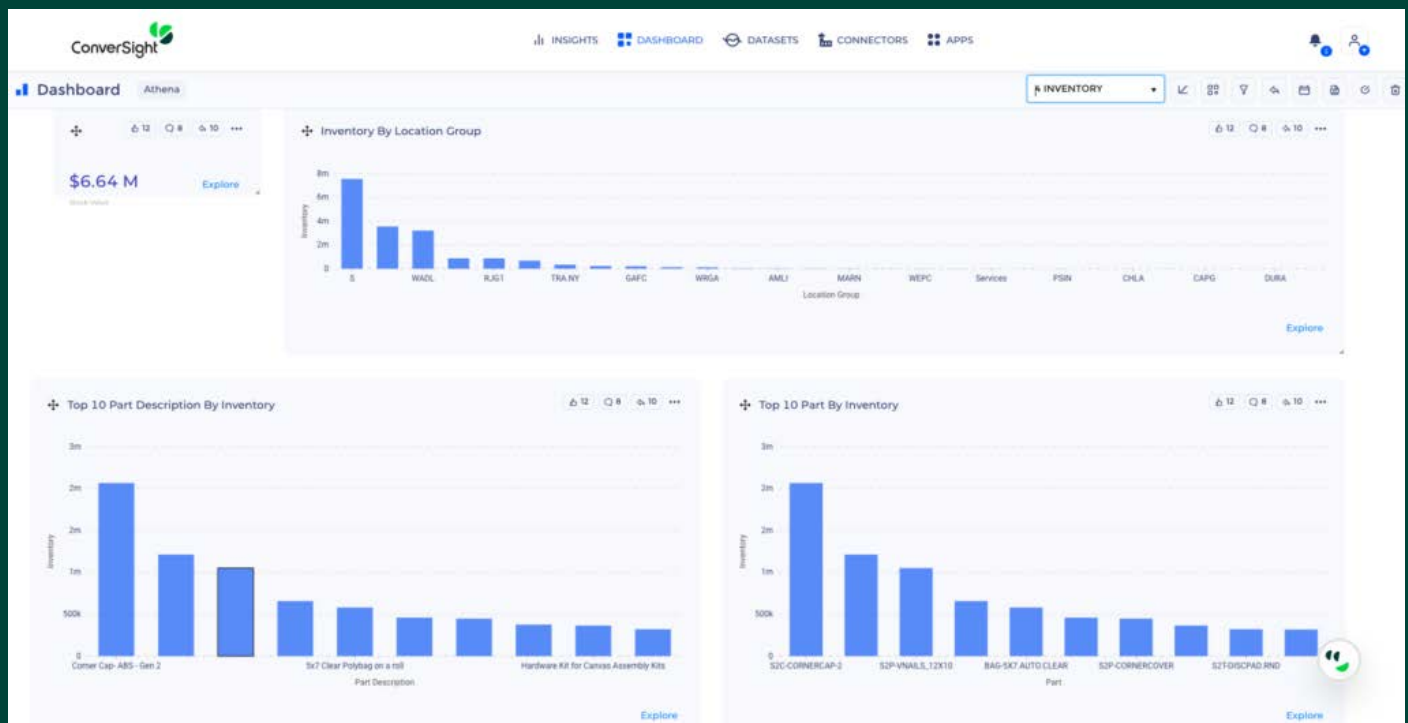 ConverSight
INSIGHTS DASHBOARD DATASETS CONNECTORS APPS
Dashboard Athena INVENTORY
12 8 10
$6.64 M Explore
Inventory By Location Group 12 8 10
8m
6m
4m
2m
0
Inventory
S WADL RJG1 TRA.NY GAFC WRGA AMLI MARN WEPC Services PSIN CHLA CAPG DURA
Location Group
Explore
Top 10 Part Description By Inventory 12 8 10
3m
2m
2m
1m
500k
0
Inventory
Corner Cap- ABS - Gen 2 5x7 Clear Polybag on a roll Hardware Kit for Canvas Assembly Kits
Part Description
Explore
Top 10 Part By Inventory 12 8 10
3m
2m
2m
1m
500k
0
Inventory
S2C-CORNERCAP-2 S2P-VNAILS_12X10 BAG-5X7 AUTO CLEAR S2P-CORNERCOVER S2T-DISCPAD.RND
Part
Explore